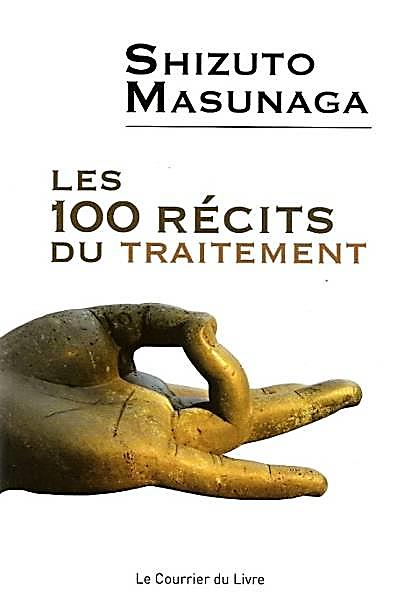 SHIZUTO
MASUNAGA
LES
100 RÉCITS
DU TRAITEMENT
Le Courrier du Livre